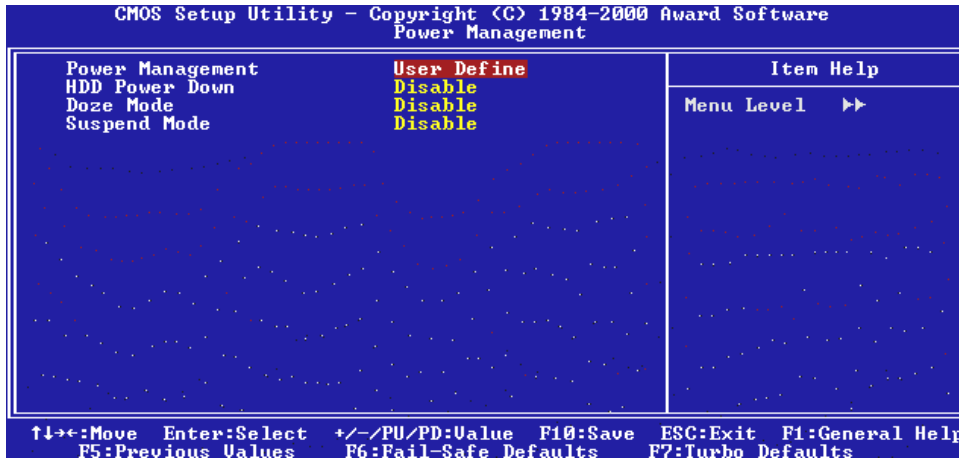 CMOS Setup Utility - Copyright (C) 1984-2000 Award Software
Power Management
Power Management User Define
HDD Power Down Disable
Doze Mode Disable
Suspend Mode Disable
Item Help
Menu Level ▸▸
↑↓→←:Move Enter:Select +/-/PU/PD:Value F10:Save ESC:Exit F1:General Help
F5:Previous Values F6:Fail-Safe Defaults F7:Turbo Defaults